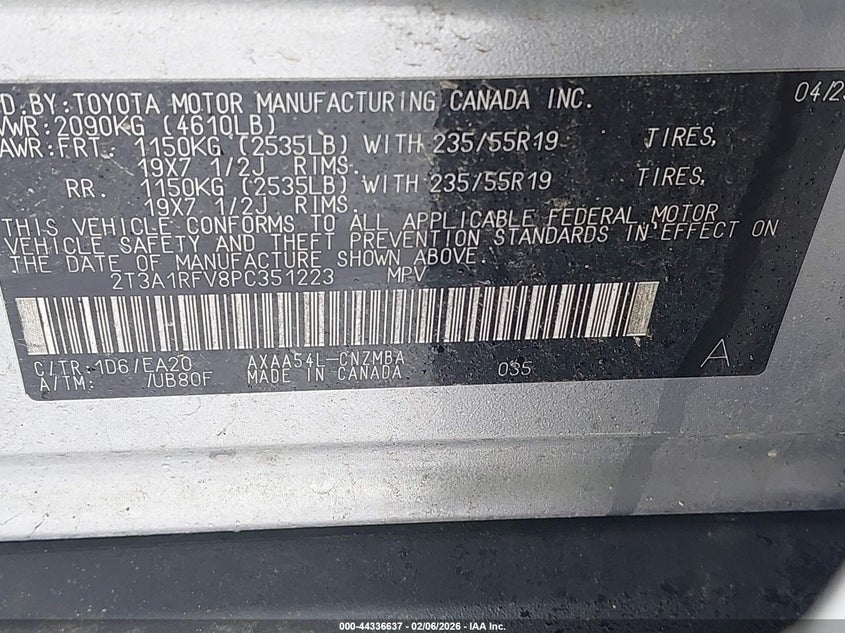 D.BY:TOYOTA MOTOR MANUFACTURING CANADA INC. 04/23
VWR:2090KG (4610LB)
AWR:FRT. 1150KG (2535LB) WITH 235/55R19 TIRES,
19X7 1/2J RIMS.
RR. 1150KG (2535LB) WITH 235/55R19 TIRES,
19X7 1/2J RIMS.
THIS VEHICLE CONFORMS TO ALL APPLICABLE FEDERAL MOTOR
VEHICLE SAFETY AND THEFT PREVENTION STANDARDS IN EFFECT ON
THE DATE OF MANUFACTURE SHOWN ABOVE.
2T3A1RFV8PC351223 MPV
C/TR:1D6/EA20 AXAA54L-CNZMBA
A/TM: /UB80F MADE IN CANADA 035 A
000-44336637 - 02/06/2026 - IAA Inc.